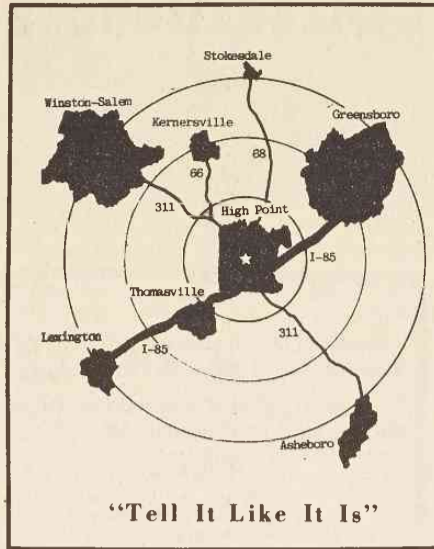 Stokesdale
Winston-Salem
Kernersville
Greensboro
68
66
311
High Point
I-85
Thomasville
311
Lexington
I-85
Asheboro
"Tell It Like It Is"